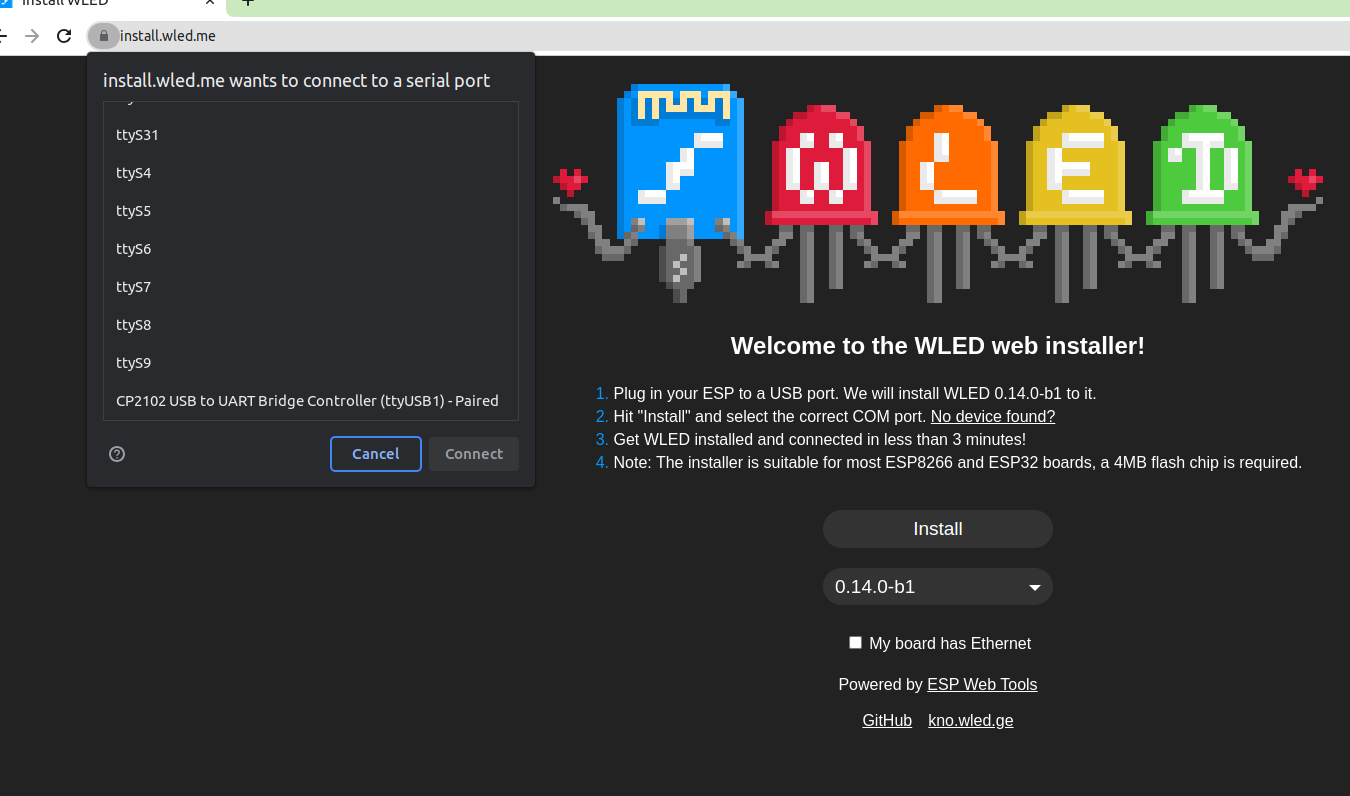 Install WLED
install.wled.me
install.wled.me wants to connect to a serial port
ttyS31
ttyS4
ttyS5
ttyS6
ttyS7
ttyS8
ttyS9
CP2102 USB to UART Bridge Controller (ttyUSB1) - Paired
Cancel Connect
WLED
Welcome to the WLED web installer!
1. Plug in your ESP to a USB port. We will install WLED 0.14.0-b1 to it.
2. Hit "Install" and select the correct COM port. No device found?
3. Get WLED installed and connected in less than 3 minutes!
4. Note: The installer is suitable for most ESP8266 and ESP32 boards, a 4MB flash chip is required.
Install
0.14.0-b1
My board has Ethernet
Powered by ESP Web Tools
GitHub kno.wled.ge